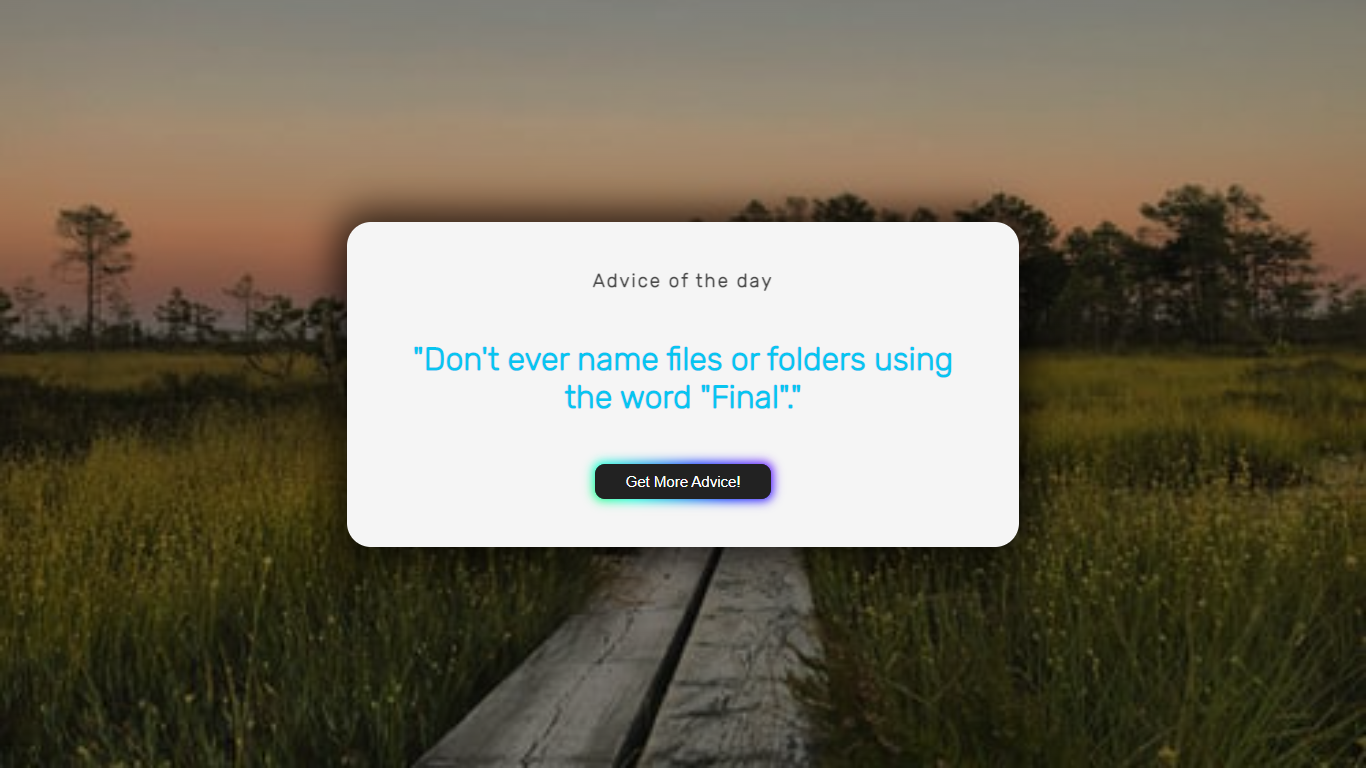 Advice of the day
"Don't ever name files or folders using
the word "Final"."
Get More Advice!